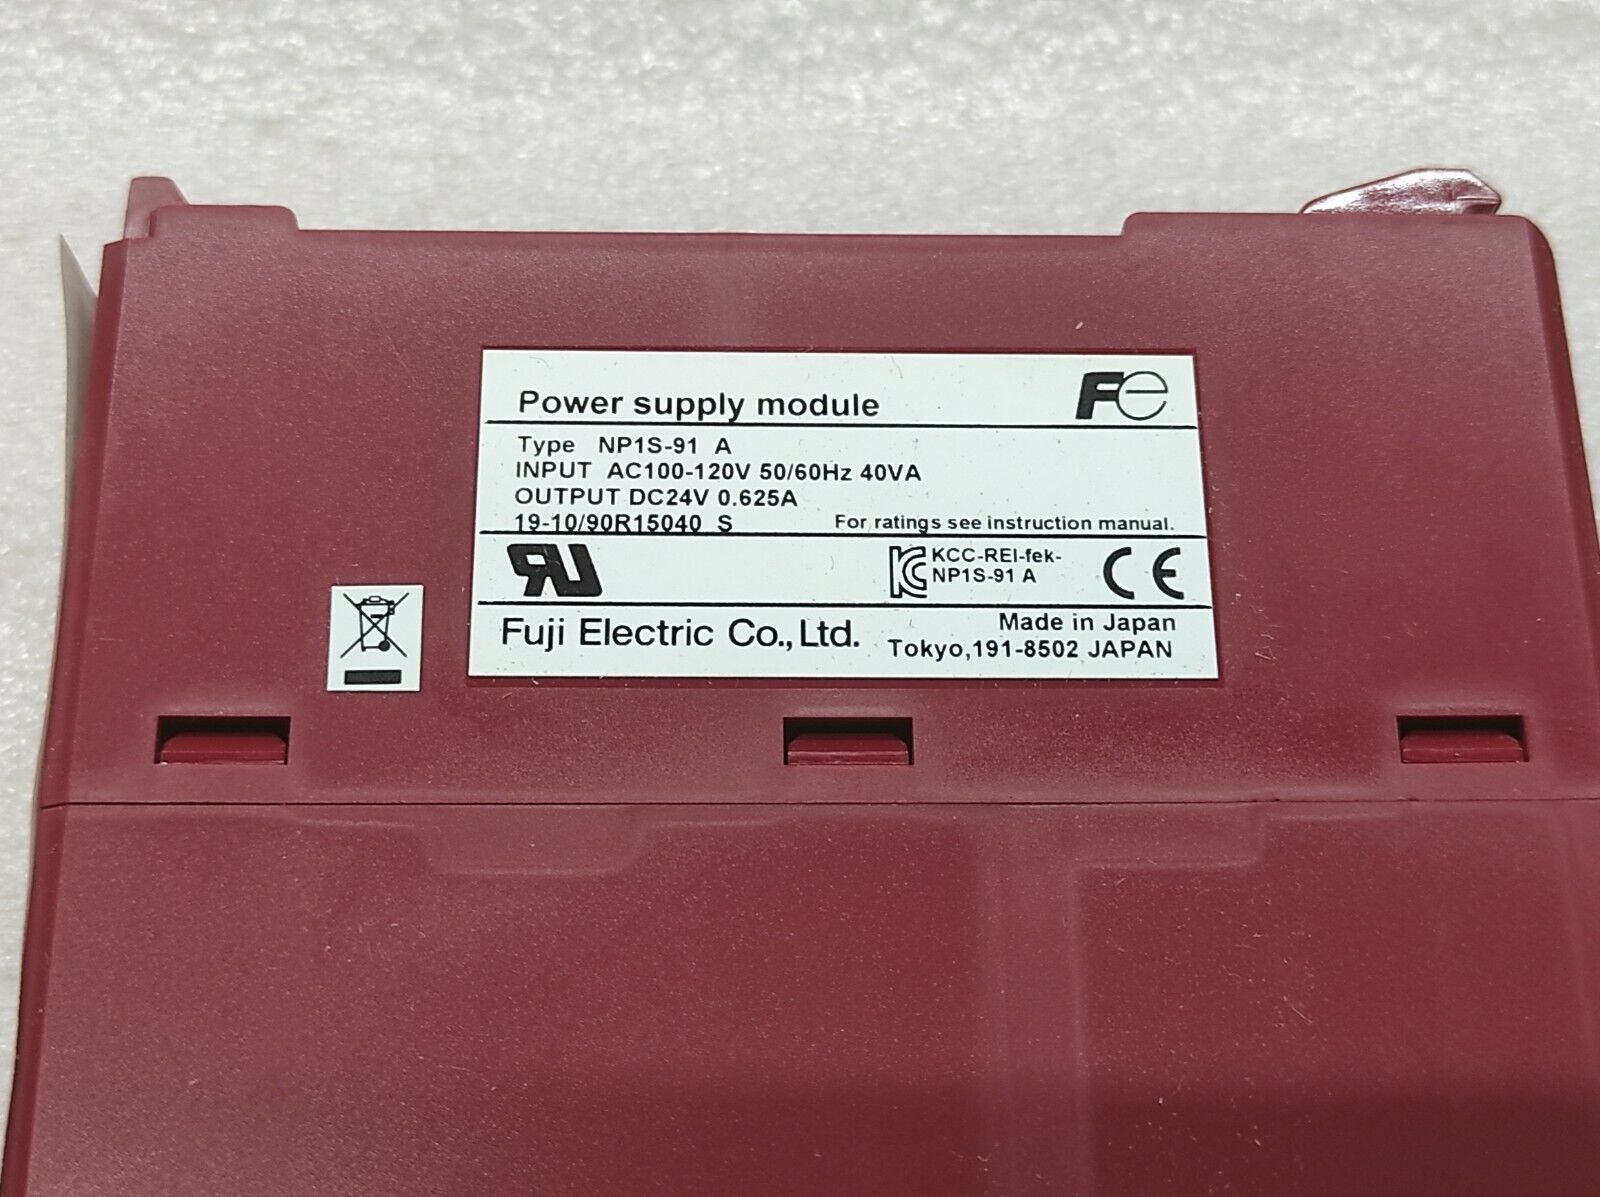 Power supply module
Fe
Type NP1S-91 A
INPUT AC100-120V 50/60Hz 40VA
OUTPUT DC24V 0.625A
19-10/90R15040 S
For ratings see instruction manual.
RU
KC
KCC-REI-fek-
NP1S-91 A
CE
Fuji Electric Co.,Ltd.
Made in Japan
Tokyo,191-8502 JAPAN